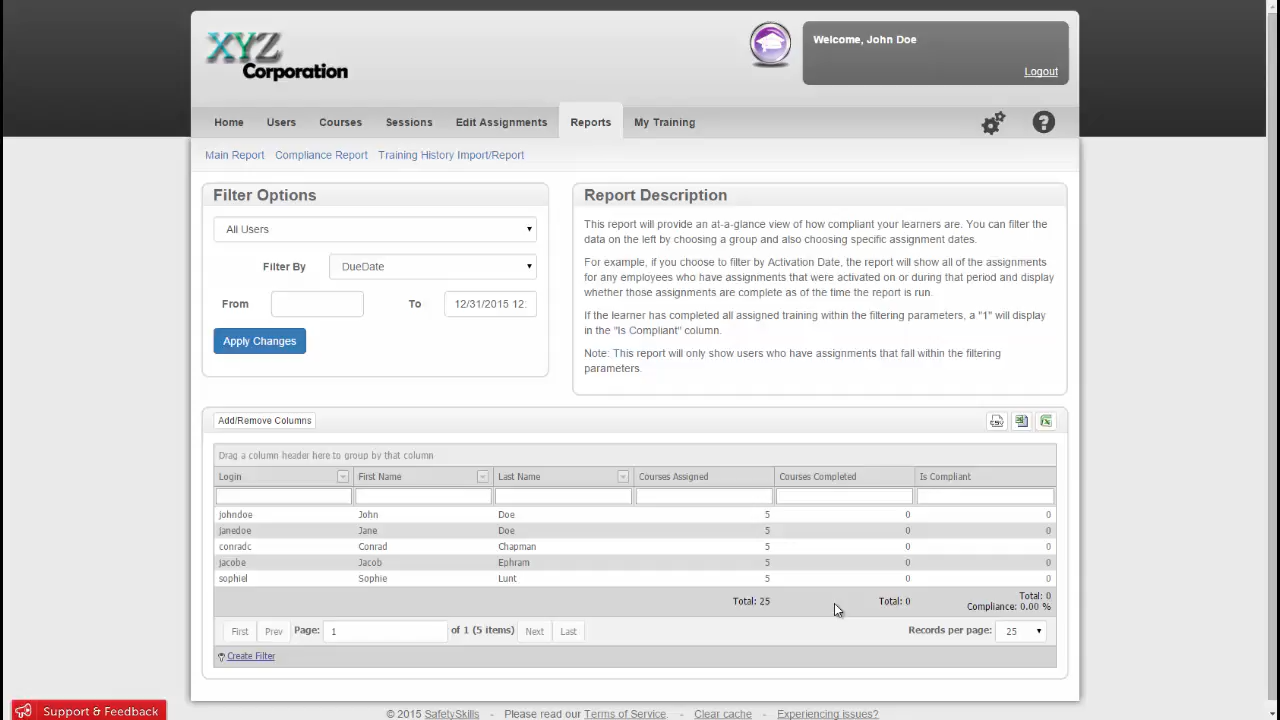 XYZ
Corporation
Welcome, John Doe
Logout
Home Users Courses Sessions Edit Assignments Reports My Training
Main Report Compliance Report Training History Import/Report
Filter Options
All Users
Filter By DueDate
From To 12/31/2015 12:
Apply Changes
Report Description
This report will provide an at-a-glance view of how compliant your learners are. You can filter the
data on the left by choosing a group and also choosing specific assignment dates.
For example, if you choose to filter by Activation Date, the report will show all of the assignments
for any employees who have assignments that were activated on or during that period and display
whether those assignments are complete as of the time the report is run.
If the learner has completed all assigned training within the filtering parameters, a "1" will display
in the "Is Compliant" column.
Note: This report will only show users who have assignments that fall within the filtering
parameters.
Add/Remove Columns
Drag a column header here to group by that column
Login First Name Last Name Courses Assigned Courses Completed Is Compliant
johndoe John Doe 5 0 0
janedoe Jane Doe 5 0 0
conradc Conrad Chapman 5 0 0
jacobe Jacob Ephram 5 0 0
sophiel Sophie Lunt 5 0 0
Total: 25 Total: 0 Total: 0
Compliance: 0.00 %
First Prev Page: 1 of 1 (5 items) Next Last Records per page: 25
Create Filter
Support & Feedback
© 2015 SafetySkills - Please read our Terms of Service. - Clear cache - Experiencing issues?